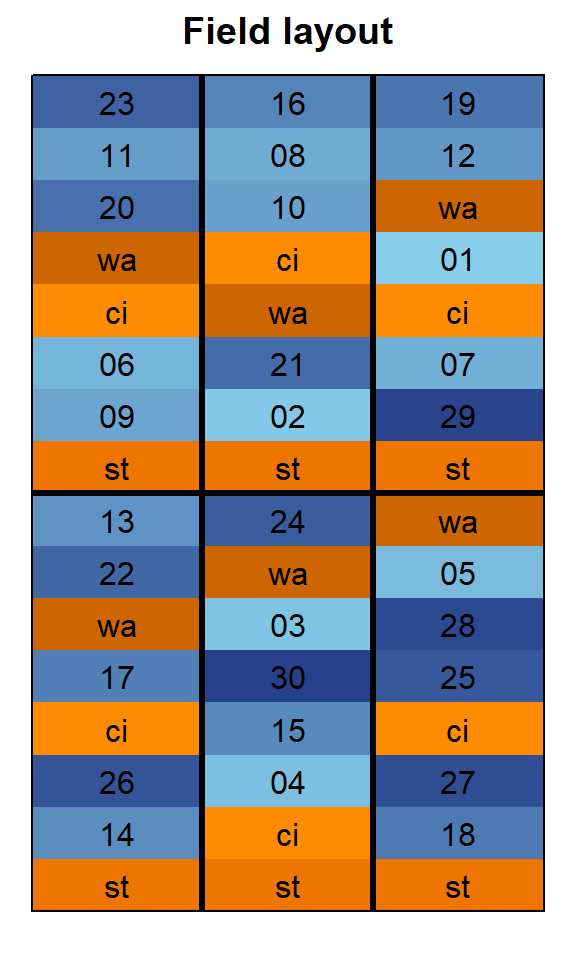 Field layout
23 16 19
11 08 12
20 10 wa
wa ci 01
ci wa ci
06 21 07
09 02 29
st st st
13 24 wa
22 wa 05
wa 03 28
17 30 25
ci 15 ci
26 04 27
14 ci 18
st st st